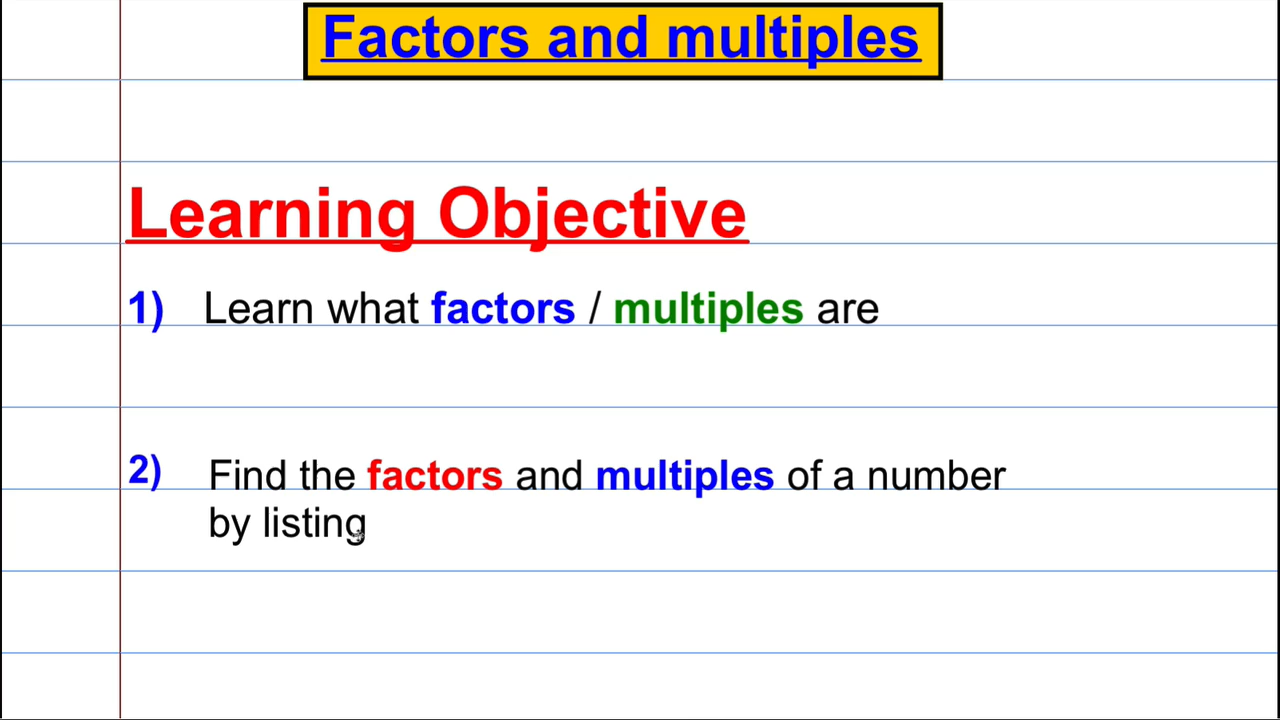 Factors and multiples
Learning Objective
1) Learn what factors / multiples are
2) Find the factors and multiples of a number
by listing